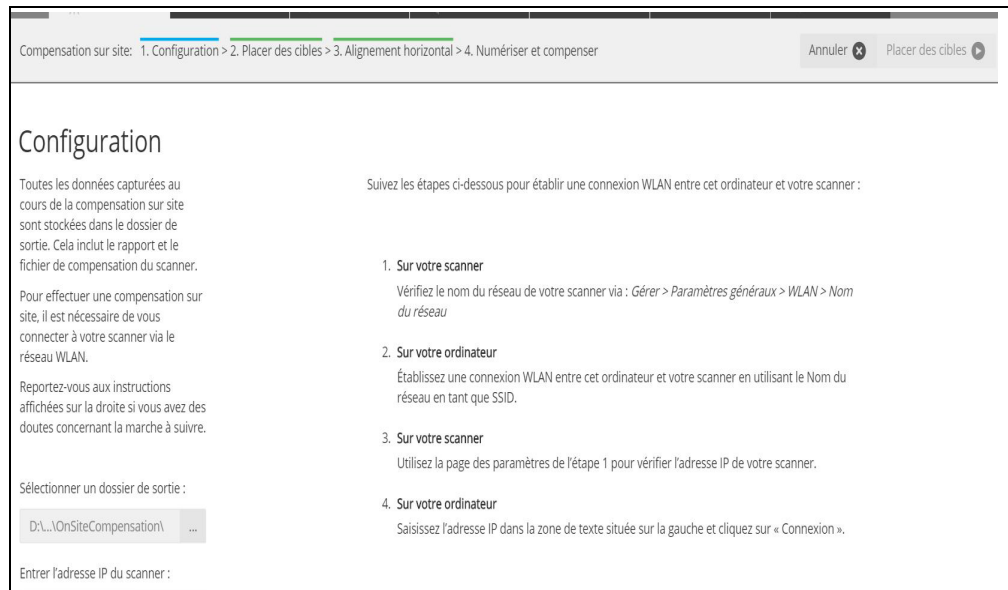 Compensation sur site: 1. Configuration > 2. Placer des cibles > 3. Alignement horizontal > 4. Numériser et compenser
Annuler
Placer des cibles
Configuration
Toutes les données capturées au
cours de la compensation sur site
sont stockées dans le dossier de
sortie. Cela inclut le rapport et le
fichier de compensation du scanner.
Pour effectuer une compensation sur
site, il est nécessaire de vous
connecter à votre scanner via le
réseau WLAN.
Reportez-vous aux instructions
affichées sur la droite si vous avez des
doutes concernant la marche à suivre.
Sélectionner un dossier de sortie :
D:\...\OnSiteCompensation\ ...
Entrer l'adresse IP du scanner :
Suivez les étapes ci-dessous pour établir une connexion WLAN entre cet ordinateur et votre scanner :
1. Sur votre scanner
Vérifiez le nom du réseau de votre scanner via : Gérer > Paramètres généraux > WLAN > Nom
du réseau
2. Sur votre ordinateur
Établissez une connexion WLAN entre cet ordinateur et votre scanner en utilisant le Nom du
réseau en tant que SSID.
3. Sur votre scanner
Utilisez la page des paramètres de l'étape 1 pour vérifier l'adresse IP de votre scanner.
4. Sur votre ordinateur
Saisissez l'adresse IP dans la zone de texte située sur la gauche et cliquez sur « Connexion ».